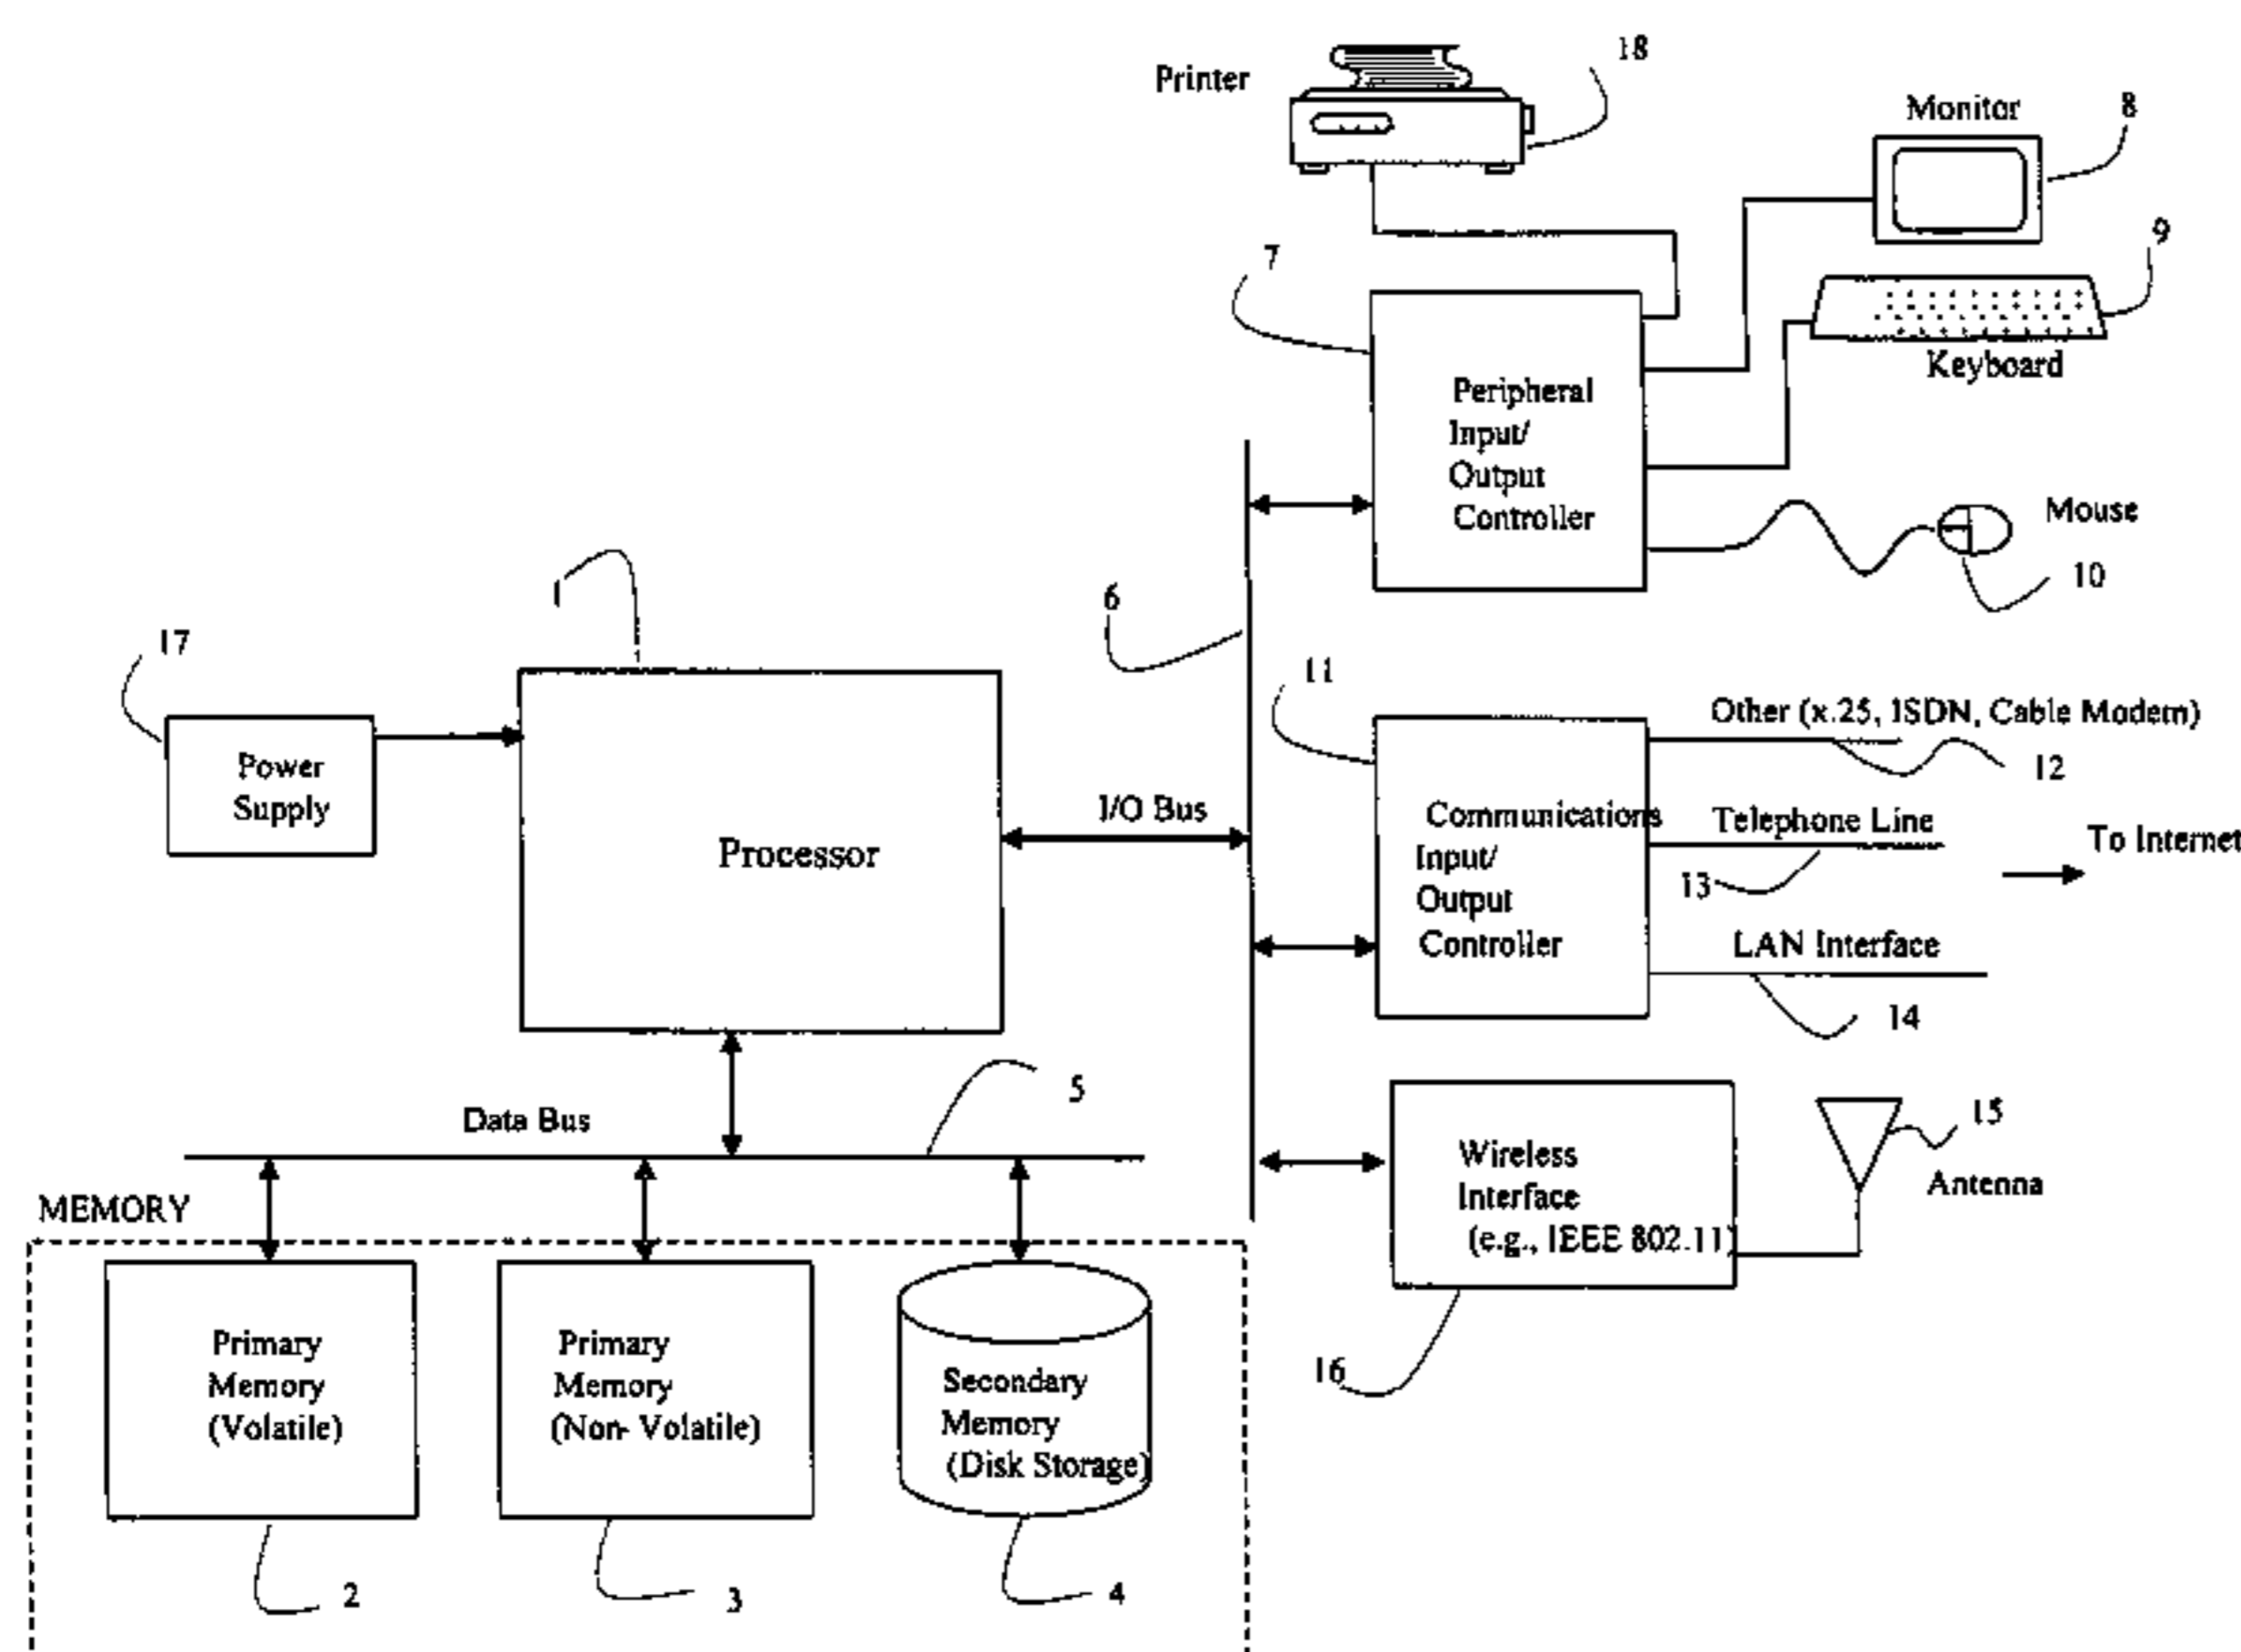 Printer
18
Monitor
8
7
9
Keyboard
Peripheral
Input/
Output
Controller
Mouse
10
1
6
17
11
Power
Supply
Processor
I/O Bus
Other (x.25, ISDN, Cable Modem)
12
Communications
Input/
Output
Controller
Telephone Line
13
To Internet
LAN Interface
14
5
Data Bus
Wireless
Interface
(e.g., IEEE 802.11)
15
Antenna
16
MEMORY
Primary
Memory
(Volatile)
Primary
Memory
(Non- Volatile)
Secondary
Memory
(Disk Storage)
2
3
4